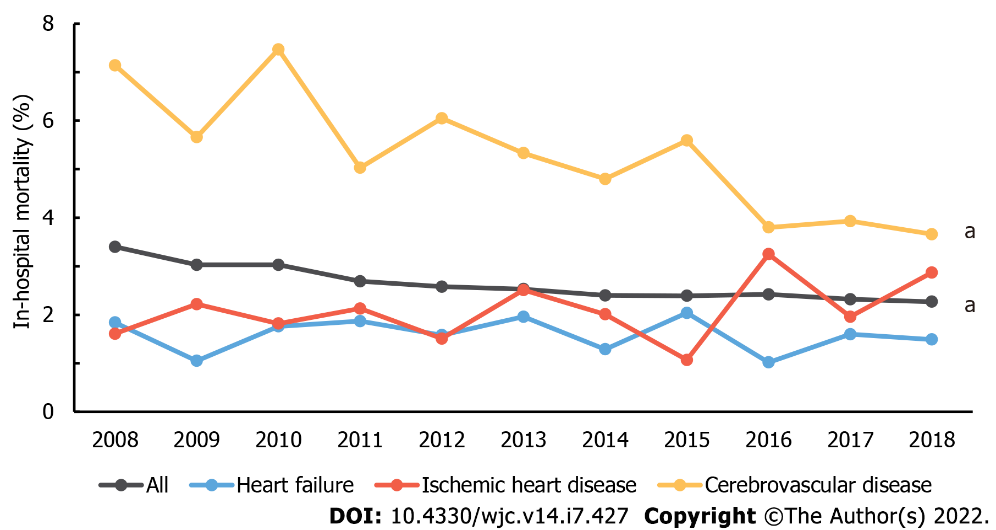 In-hospital mortality (%)
8
6
4
2
0
a
a
2008 2009 2010 2011 2012 2013 2014 2015 2016 2017 2018
All Heart failure Ischemic heart disease Cerebrovascular disease
DOI: 10.4330/wjc.v14.i7.427 Copyright ©The Author(s) 2022.